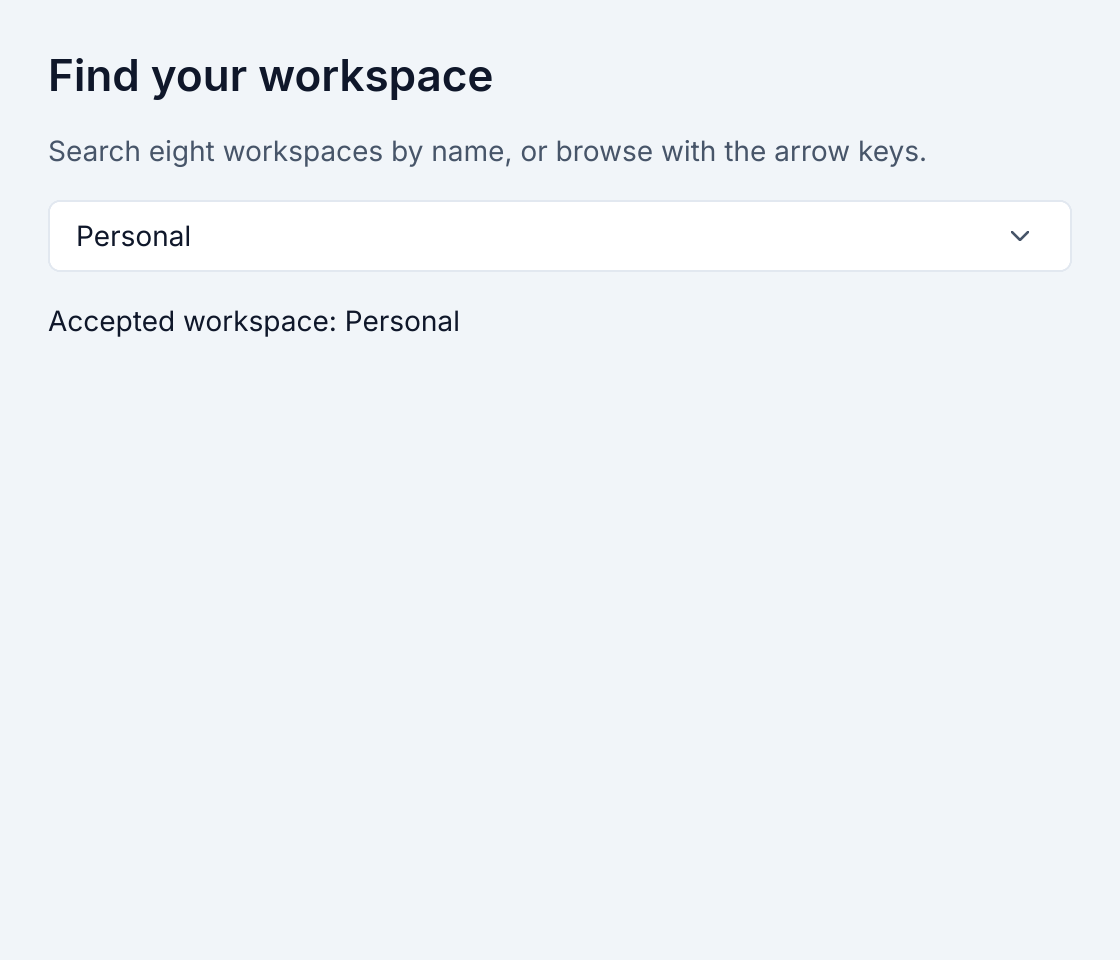 Find your workspace
Search eight workspaces by name, or browse with the arrow keys.
Personal
Accepted workspace: Personal